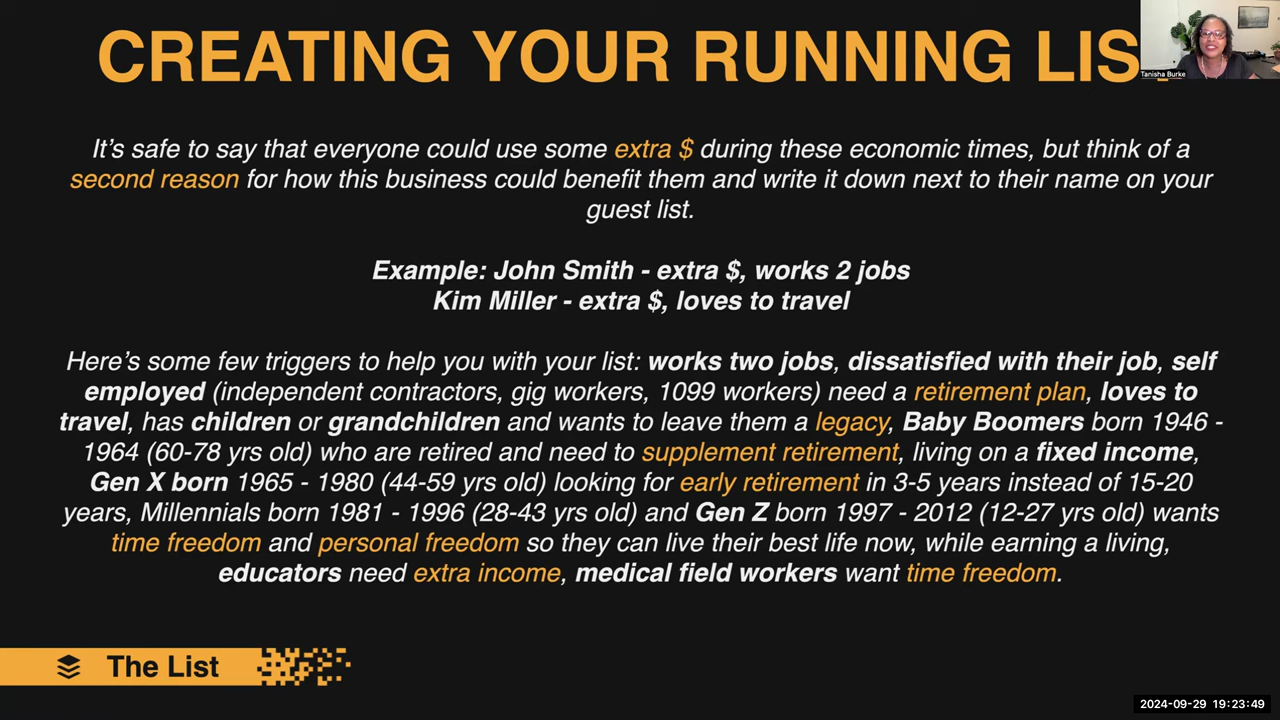 CREATING YOUR RUNNING LIS
Tanisha Burke
It's safe to say that everyone could use some extra $ during these economic times, but think of a
second reason for how this business could benefit them and write it down next to their name on your
guest list.
Example: John Smith - extra $, works 2 jobs
Kim Miller - extra $, loves to travel
Here's some few triggers to help you with your list: works two jobs, dissatisfied with their job, self
employed (independent contractors, gig workers, 1099 workers) need a retirement plan, loves to
travel, has children or grandchildren and wants to leave them a legacy, Baby Boomers born 1946 -
1964 (60-78 yrs old) who are retired and need to supplement retirement, living on a fixed income,
Gen X born 1965 - 1980 (44-59 yrs old) looking for early retirement in 3-5 years instead of 15-20
years, Millennials born 1981 - 1996 (28-43 yrs old) and Gen Z born 1997 - 2012 (12-27 yrs old) wants
time freedom and personal freedom so they can live their best life now, while earning a living,
educators need extra income, medical field workers want time freedom.
The List
2024-09-29 19:23:49